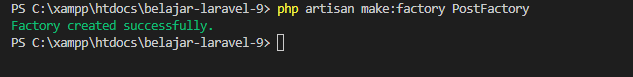 PS C:\xampp\htdocs\belajar-laravel-9> php artisan make:factory PostFactory
Factory created successfully.
PS C:\xampp\htdocs\belajar-laravel-9>